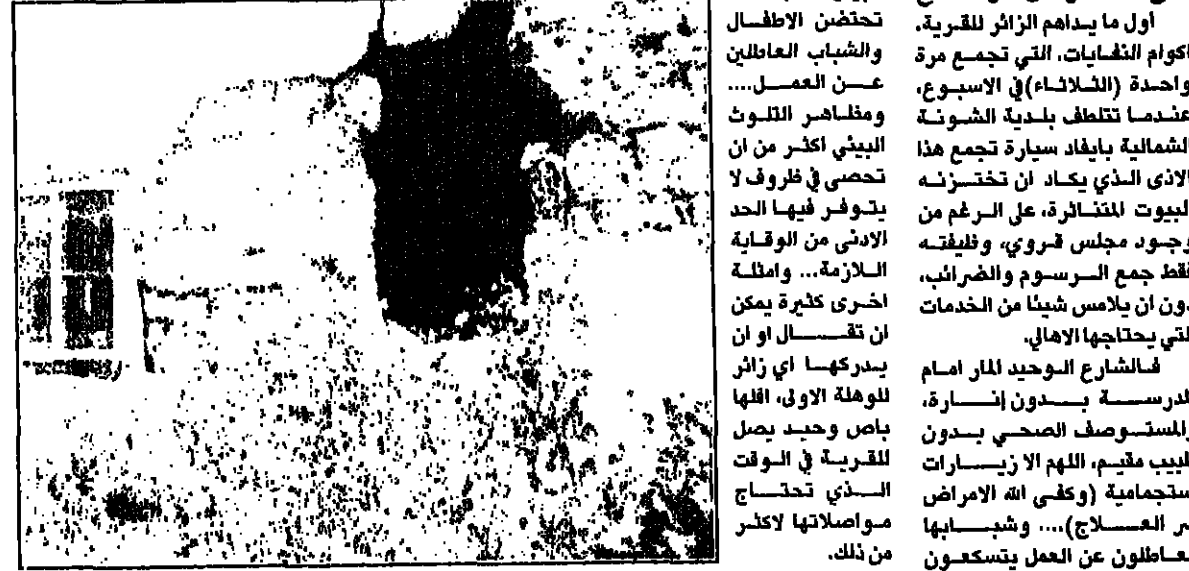 أول ما يداهم الزائر للقرية،
اكوام النفايات، التي تجمع مرة
واحدة (الثلاثاء) في الاسبوع،
عندما تتلطف بلدية الشونة
الشمالية بايفاد سيارة تجمع هذا
الاذى الذي يكاد ان تختزنه
البيوت المتناثرة، على الرغم من
وجود مجلس قروي، وظيفته
فقط جمع الرسوم والضرائب،
دون ان يلامس شيئا من الخدمات
التي يحتاجها الاهالي.
فالشارع الوحيد المار امام
المدرسة بدون إنارة،
والمستوصف الصحي بدون
طبيب مقيم، اللهم الا زيارات
استجمامية (وكفى الله الامراض
شر العلاج).... وشبابها
العاطلون عن العمل يتسكعون
تحتضن الاطفال
والشباب العاطلين
عن العمل....
ومظاهر التلوث
البيئي اكثر من ان
تحصى في ظروف لا
يتوفر فيها الحد
الادنى من الوقاية
اللازمة... وامثلة
اخرى كثيرة يمكن
ان تقال او ان
يدركها اي زائر
للوهلة الاولى، اقلها
باص وحيد يصل
للقرية في الوقت
الذي تحتاج
مواصلاتها لاكثر
من ذلك.